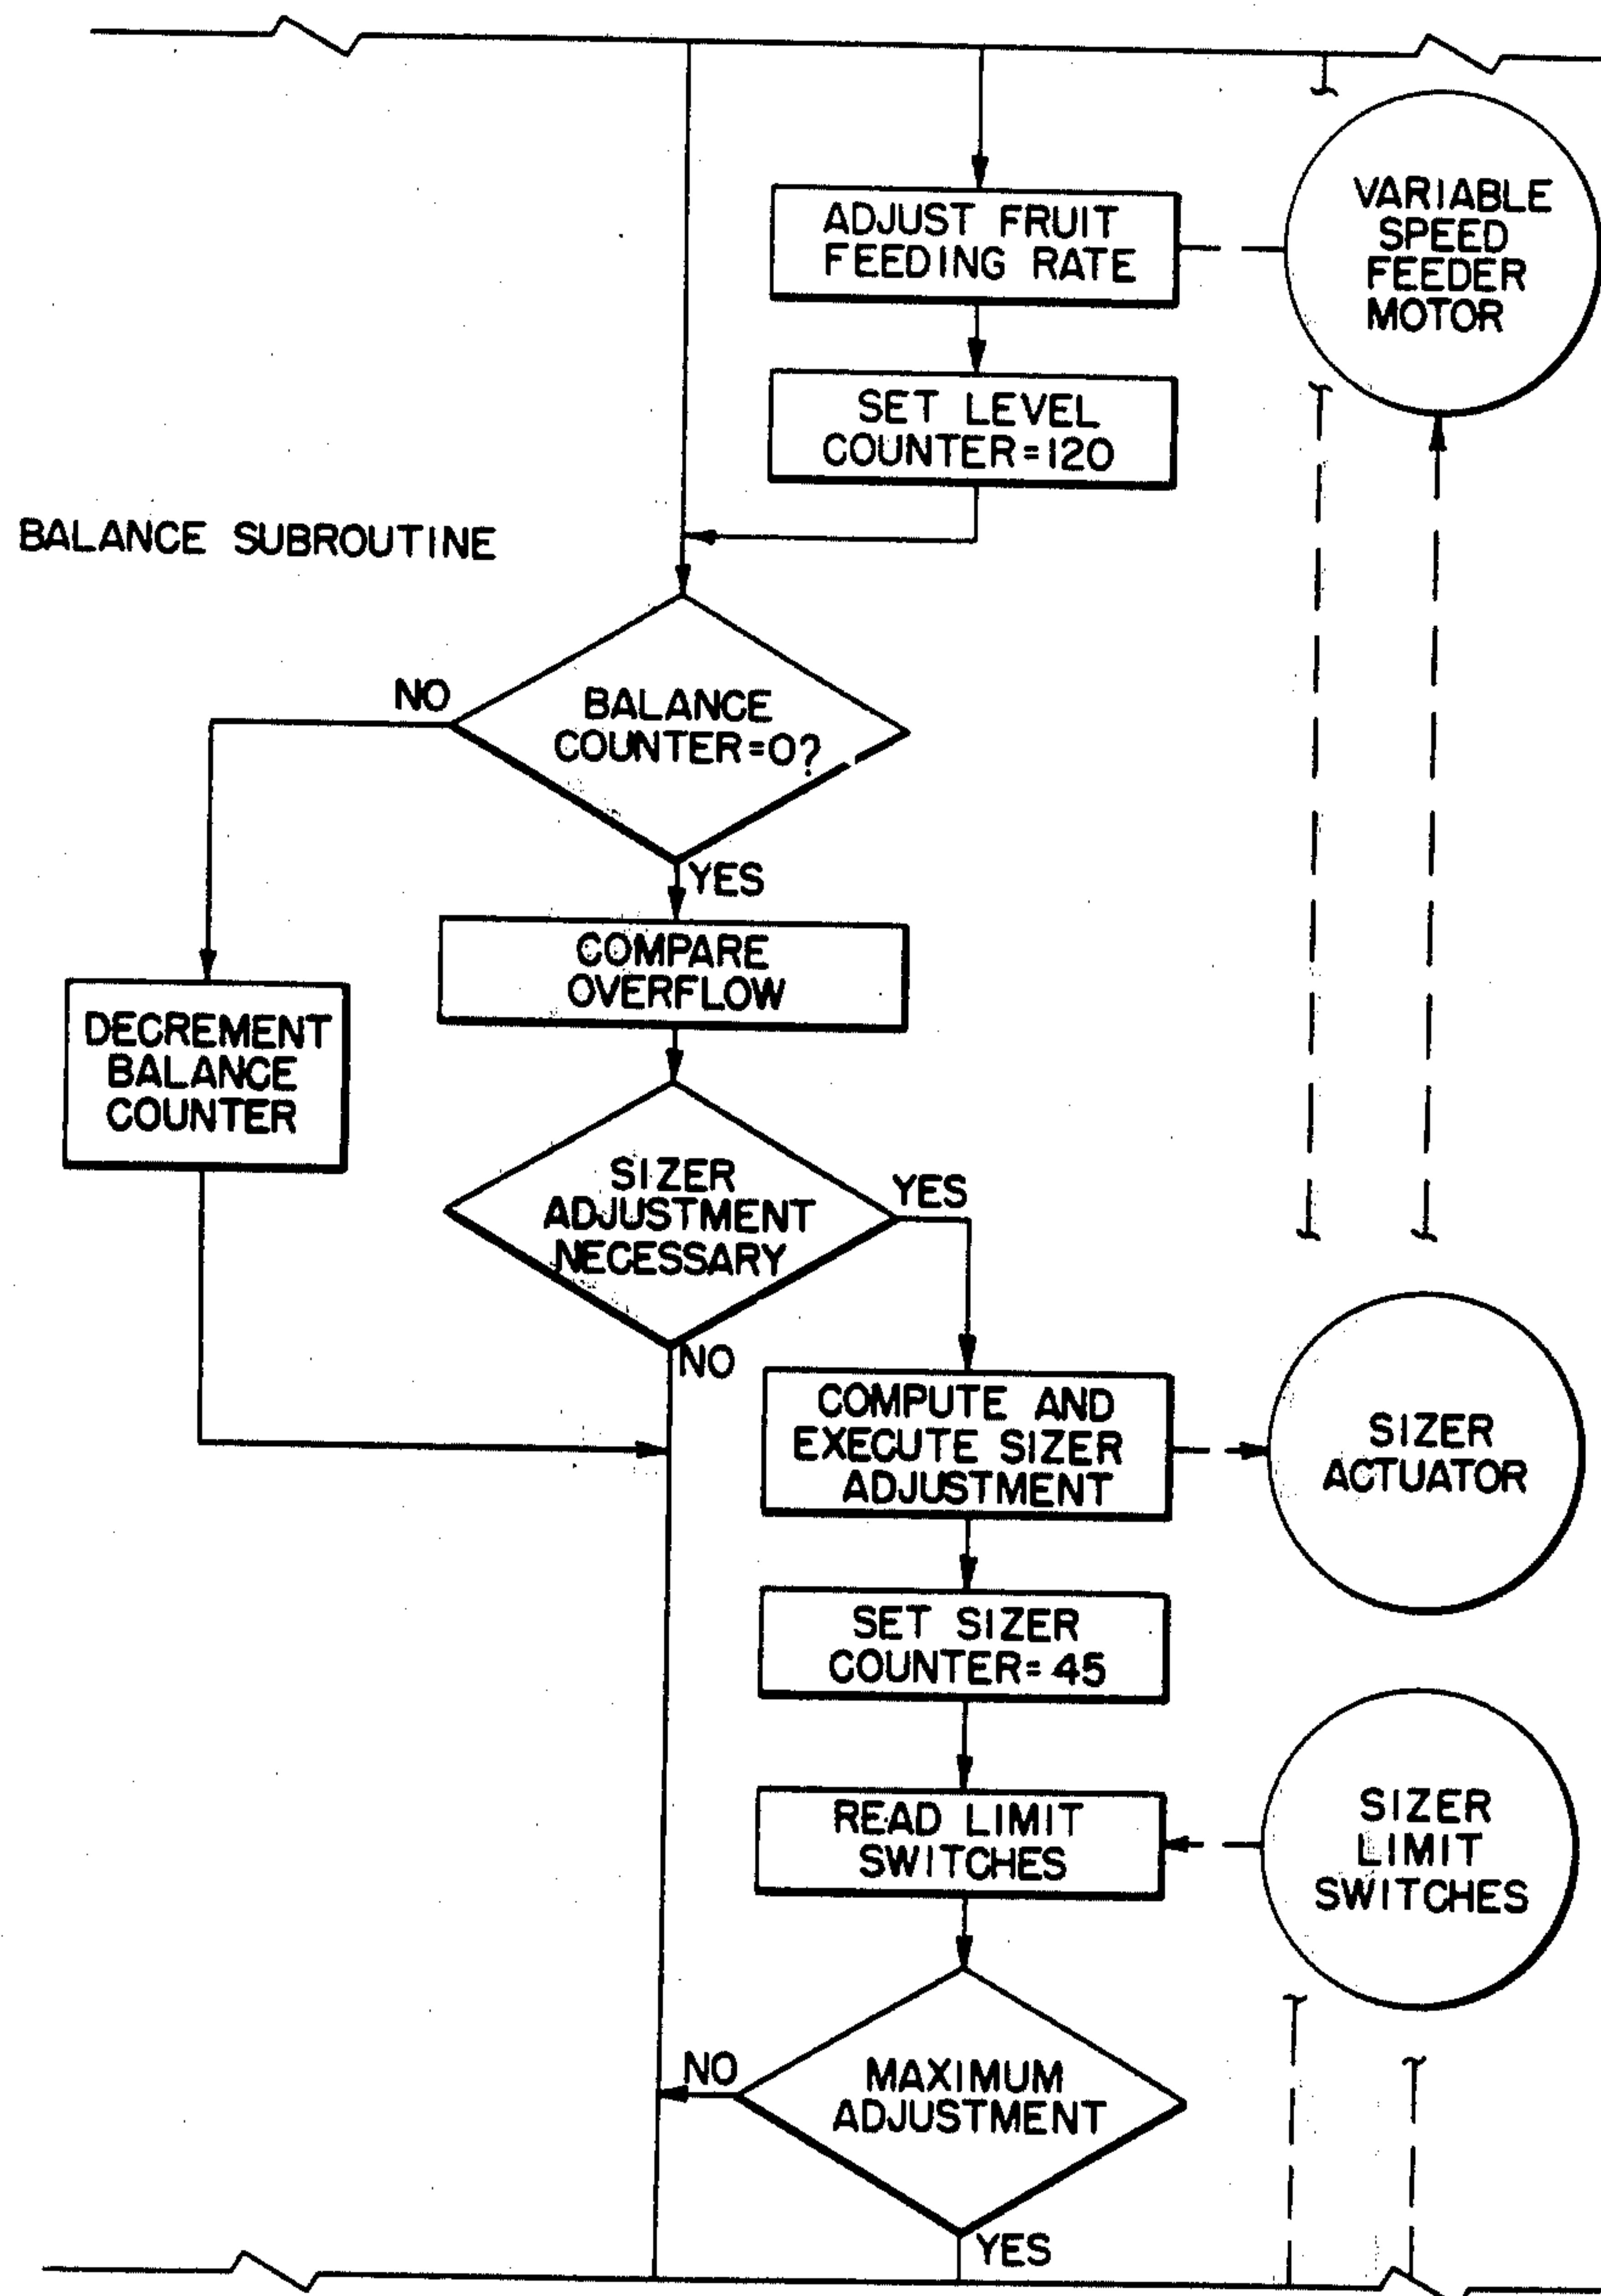 ADJUST FRUIT
FEEDING RATE
VARIABLE
SPEED
FEEDER
MOTOR
SET LEVEL
COUNTER=120
BALANCE SUBROUTINE
NO
BALANCE
COUNTER=0?
YES
COMPARE
OVERFLOW
DECREMENT
BALANCE
COUNTER
SIZER
ADJUSTMENT
NECESSARY
YES
NO
COMPUTE AND
EXECUTE SIZER
ADJUSTMENT
SIZER
ACTUATOR
SET SIZER
COUNTER=45
READ LIMIT
SWITCHES
SIZER
LIMIT
SWITCHES
NO
MAXIMUM
ADJUSTMENT
YES